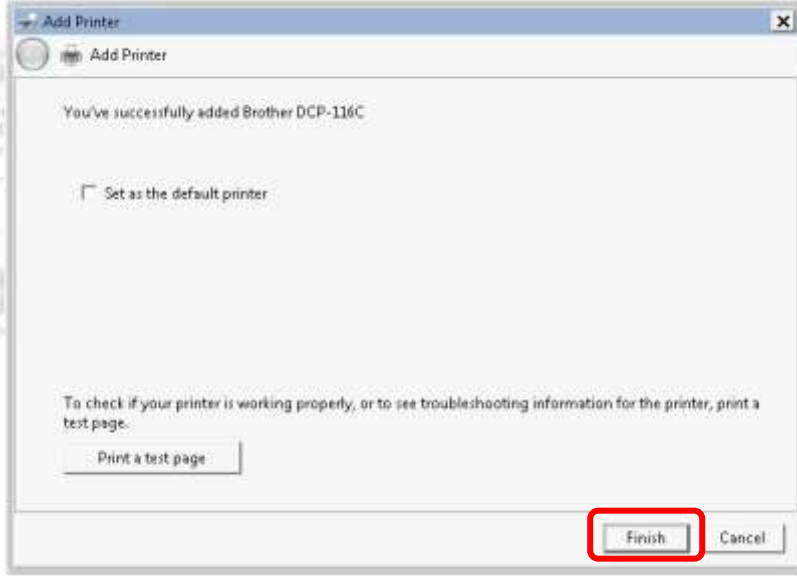 Add Printer
Add Printer
You've successfully added Brother DCP-116C
Set as the default printer
To check if your printer is working properly, or to see troubleshooting information for the printer, print a
test page.
Print a test page
Finish
Cancel